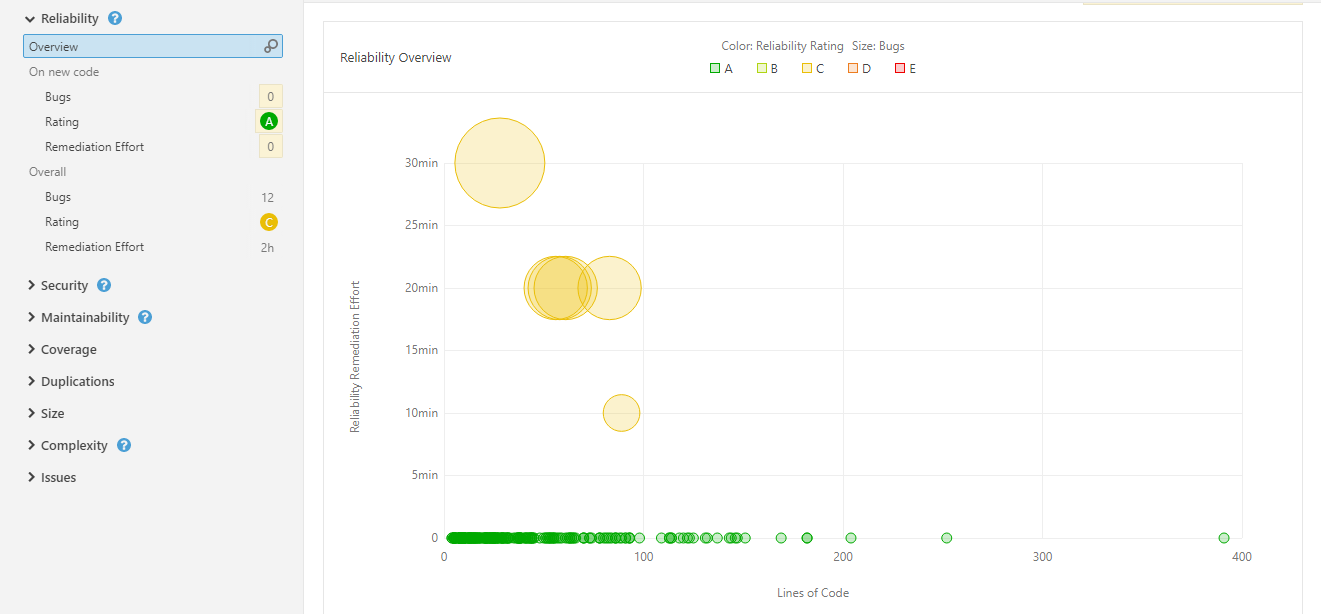 Reliability ?
Overview
On new code
Bugs 0
Rating A
Remediation Effort 0
Overall
Bugs 12
Rating C
Remediation Effort 2h
Security ?
Maintainability ?
Coverage
Duplications
Size
Complexity ?
Issues
Reliability Overview
Color: Reliability Rating Size: Bugs
A B C D E
Reliability Remediation Effort
30min
25min
20min
15min
10min
5min
0
0 100 200 300 400
Lines of Code